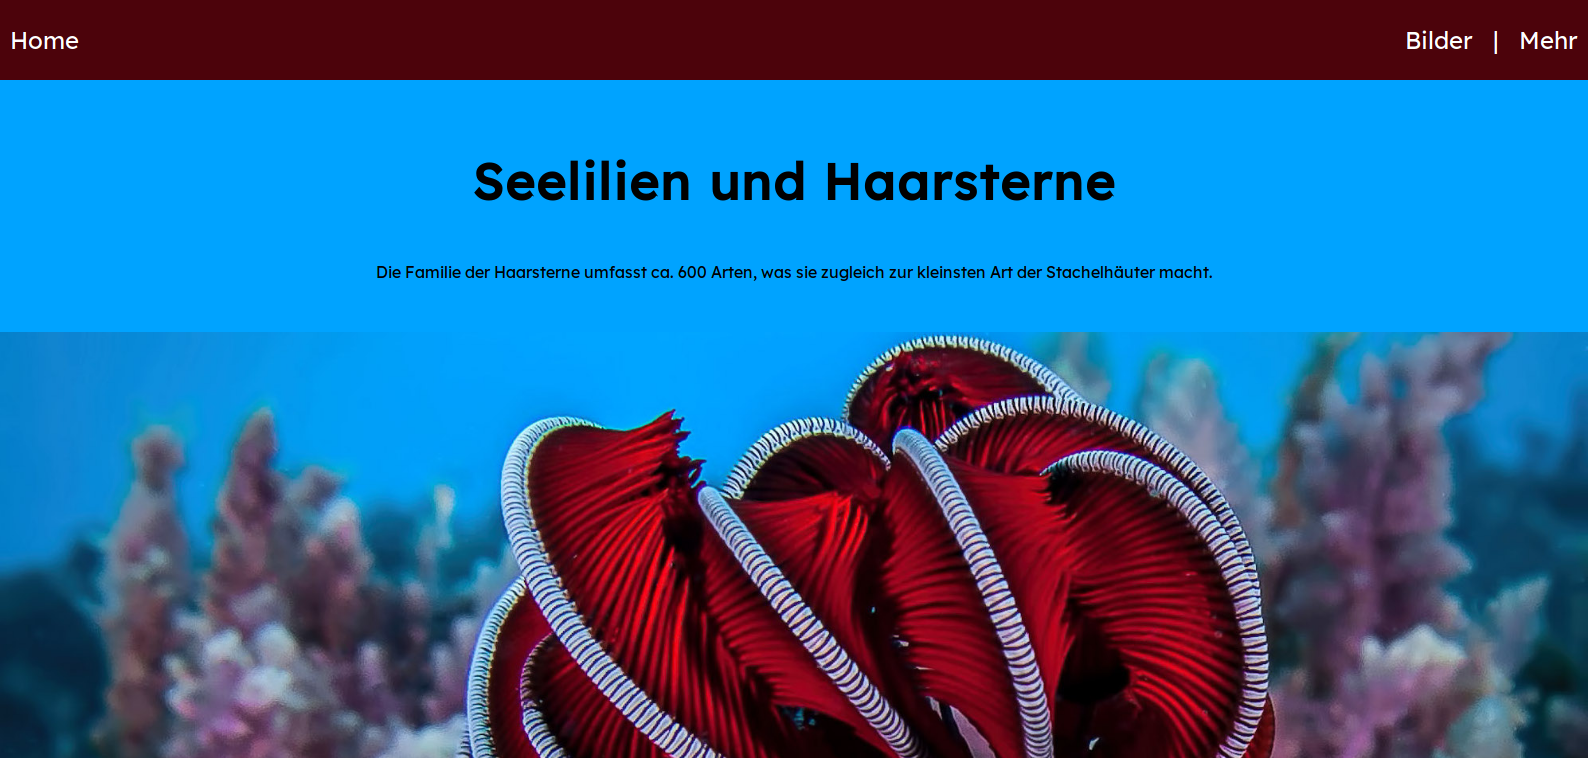 Home
Bilder | Mehr
Seelilien und Haarsterne
Die Familie der Haarsterne umfasst ca. 600 Arten, was sie zugleich zur kleinsten Art der Stachelhäuter macht.